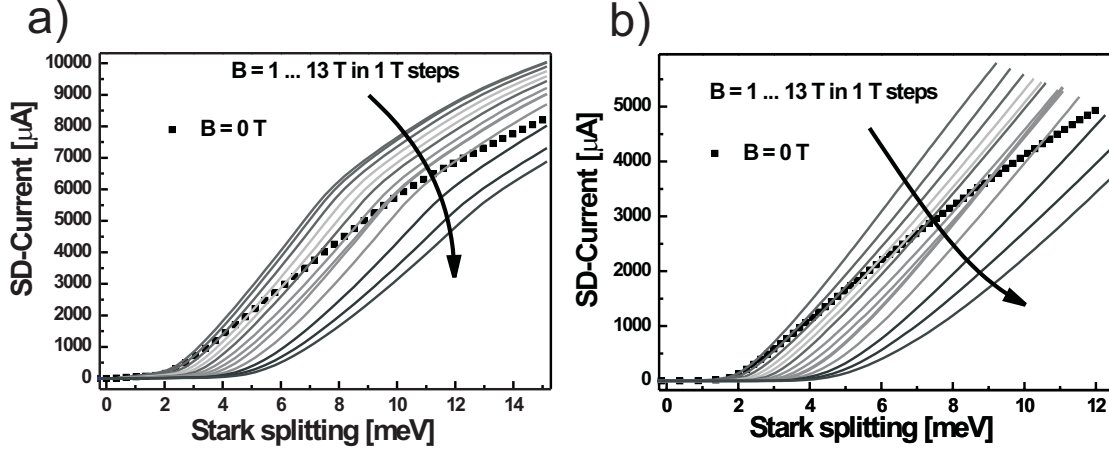 a)
SD-Current [µA]
10000
9000
8000
7000
6000
5000
4000
3000
2000
1000
0
B = 1 ... 13 T in 1 T steps
B = 0 T
0 2 4 6 8 10 12 14
Stark splitting [meV]
b)
SD-Current [µA]
5000
4000
3000
2000
1000
0
B = 1 ... 13 T in 1 T steps
B = 0 T
0 2 4 6 8 10 12
Stark splitting [meV]